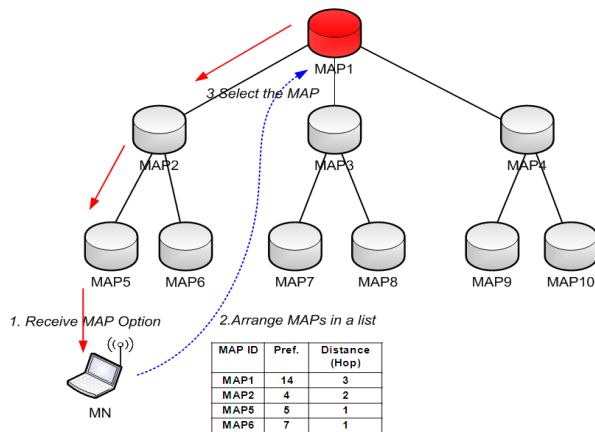 MAP1
3.Select the MAP
MAP2
MAP3
MAP4
MAP5
MAP6
MAP7
MAP8
MAP9
MAP10
1. Receive MAP Option
2.Arrange MAPs in a list
MN
MAP ID Pref. Distance (Hop)
MAP1 14 3
MAP2 4 2
MAP5 5 1
MAP6 7 1